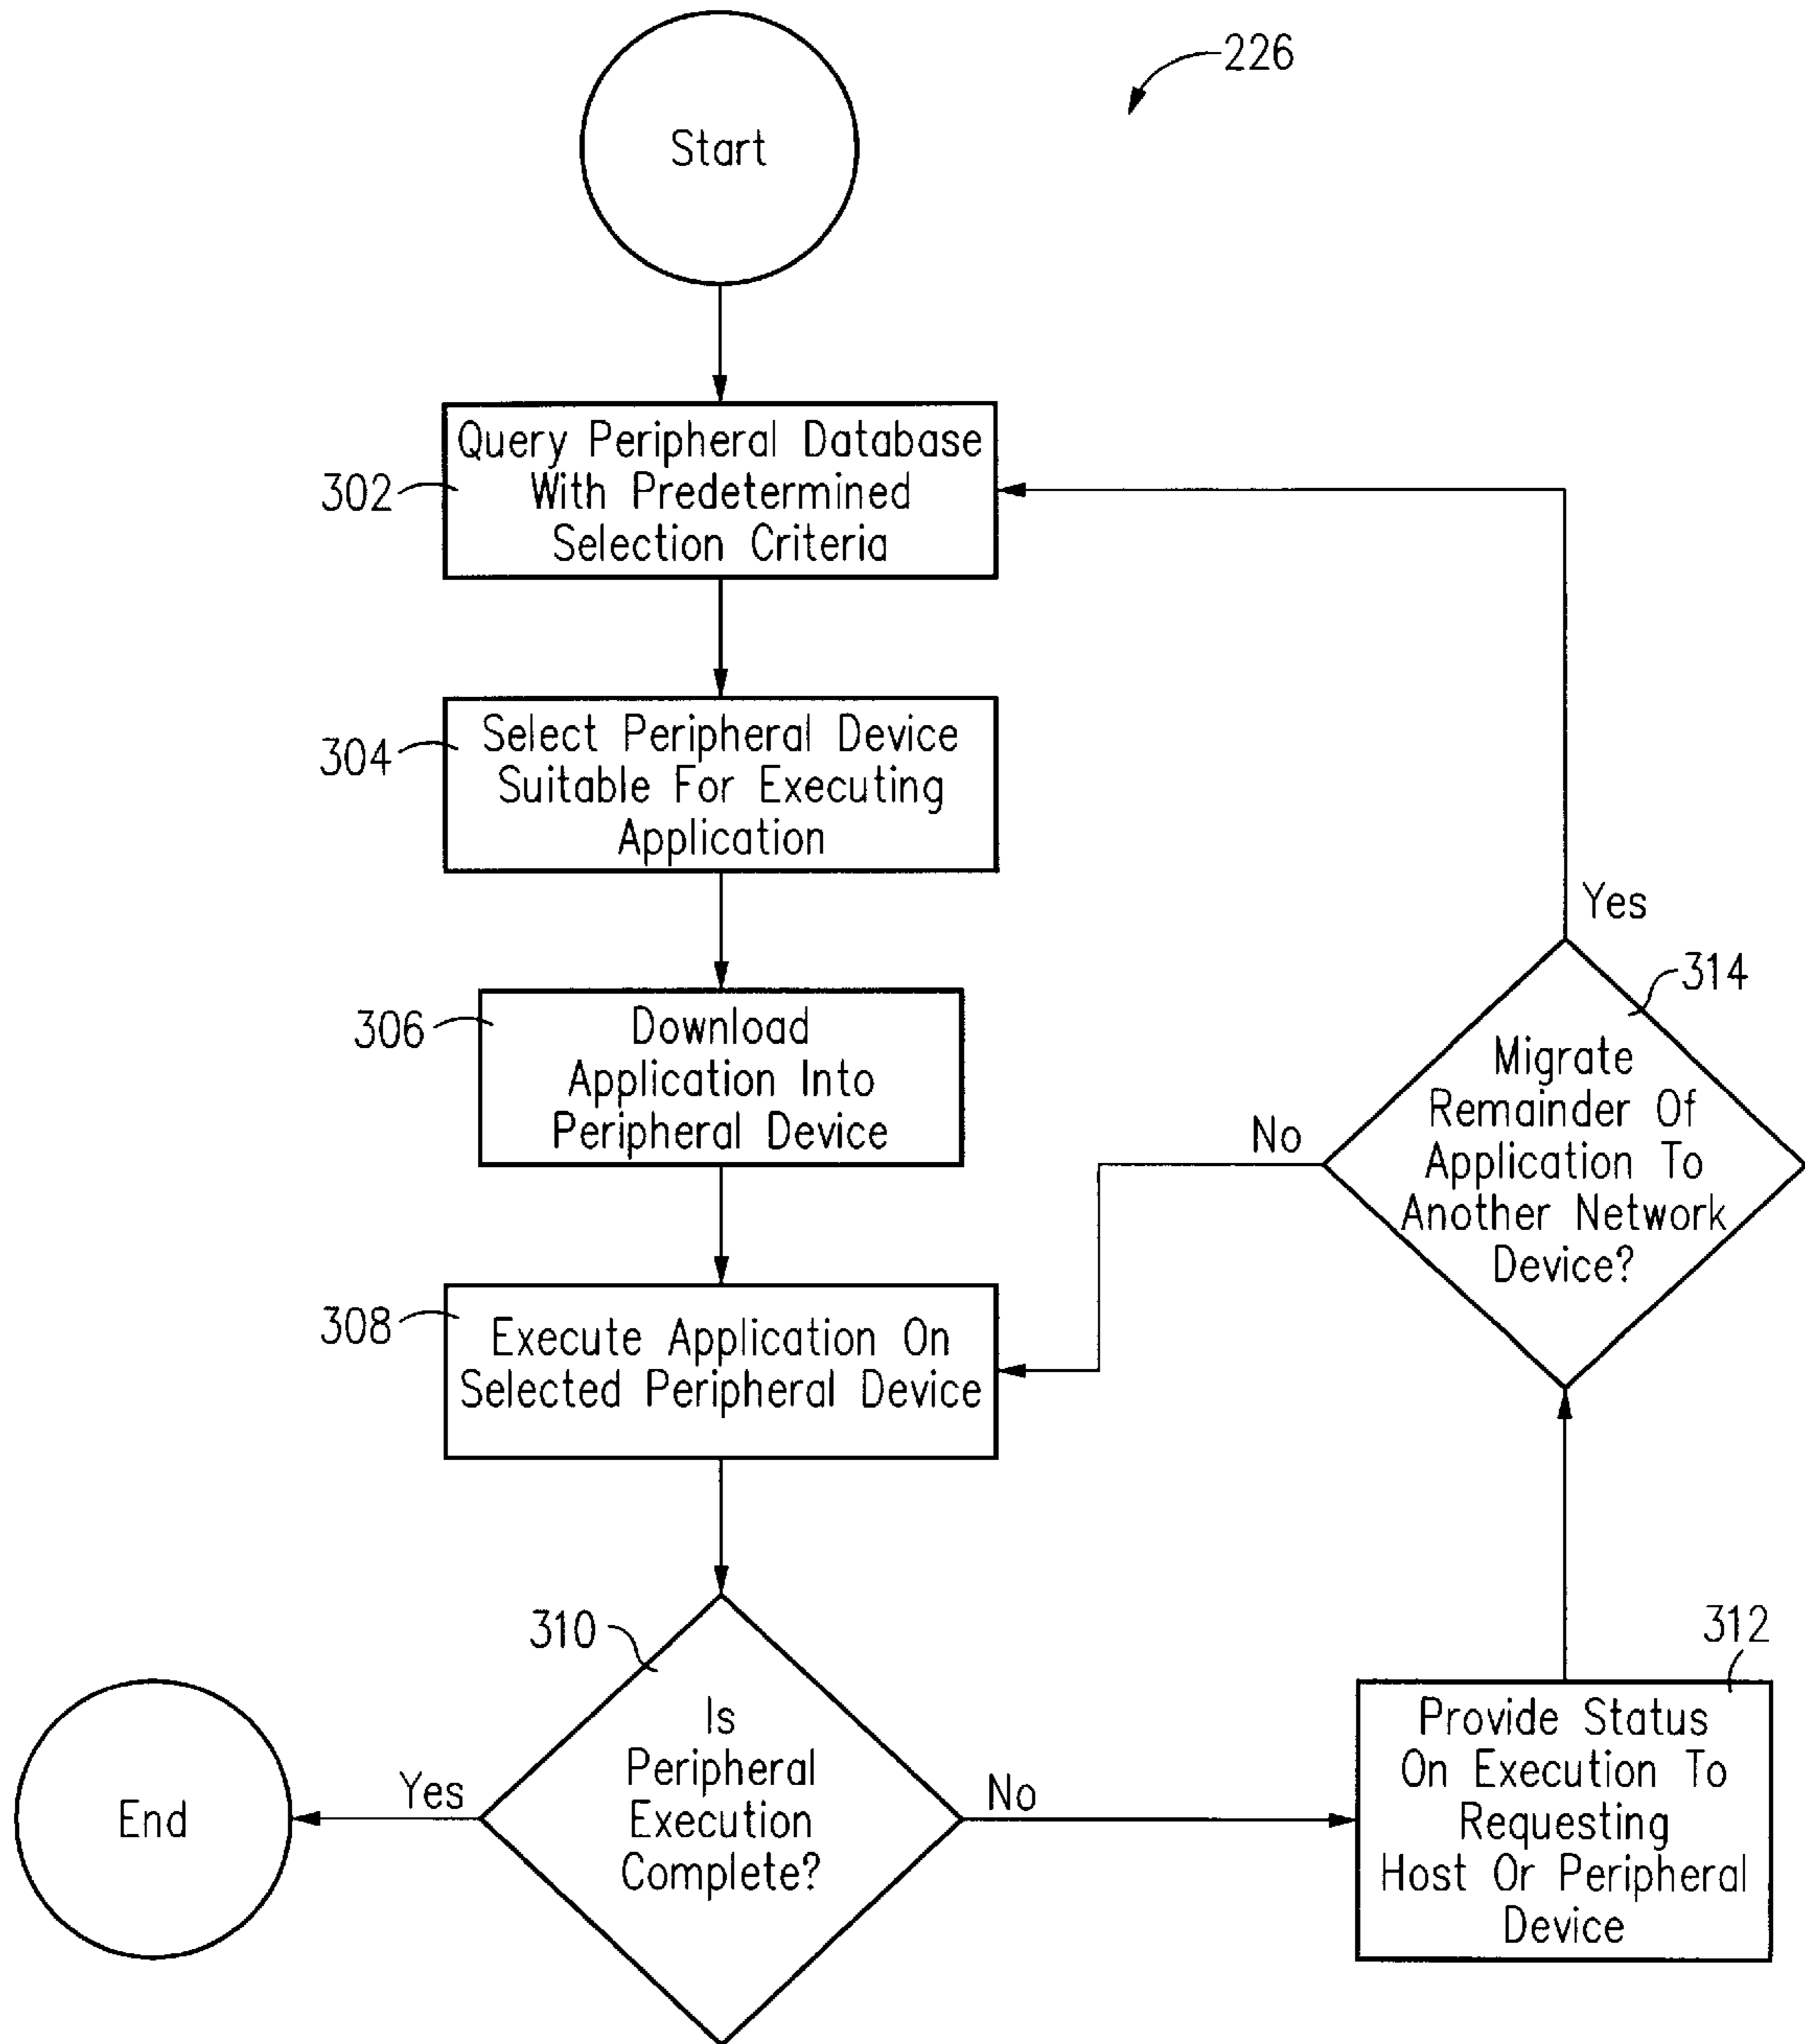 226
Start
302
Query Peripheral Database
With Predetermined
Selection Criteria
304
Select Peripheral Device
Suitable For Executing
Application
306
Download
Application Into
Peripheral Device
308
Execute Application On
Selected Peripheral Device
310
Is
Peripheral
Execution
Complete?
Yes
End
No
312
Provide Status
On Execution To
Requesting
Host Or Peripheral
Device
314
Migrate
Remainder Of
Application To
Another Network
Device?
No
Yes